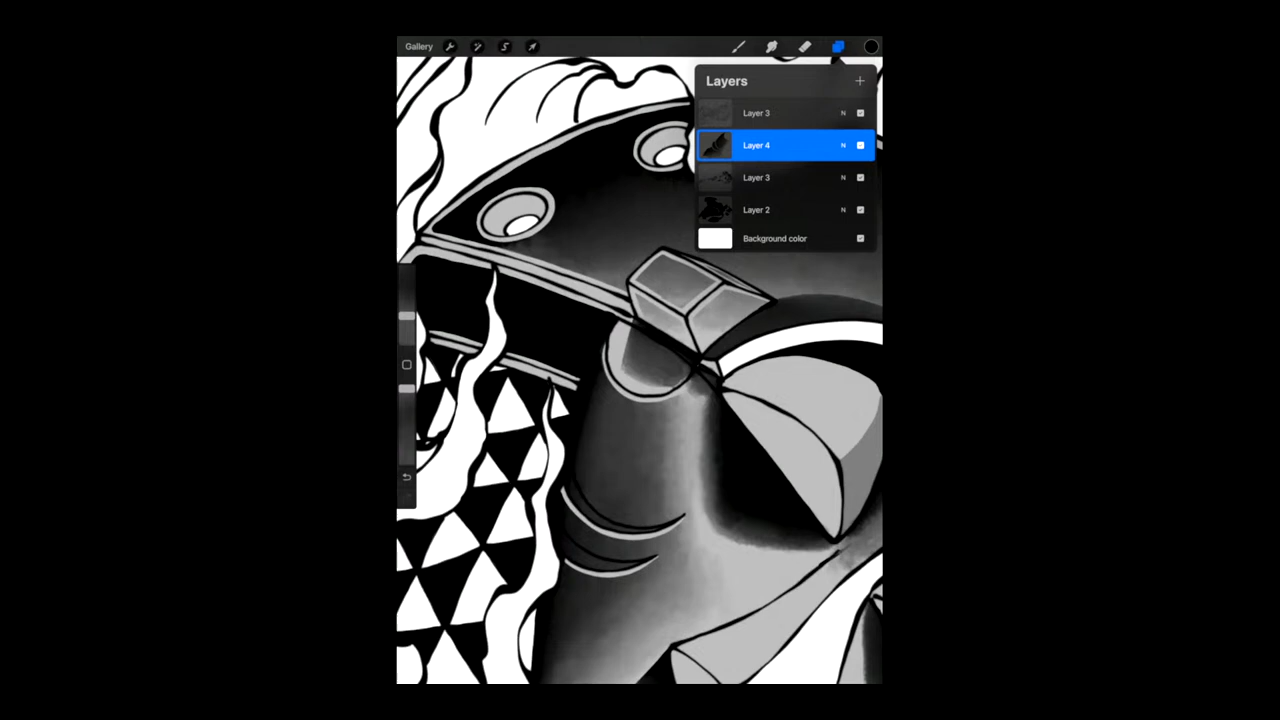 Gallery
Layers
Layer 3 N
Layer 4 N
Layer 3 N
Layer 2 N
Background color